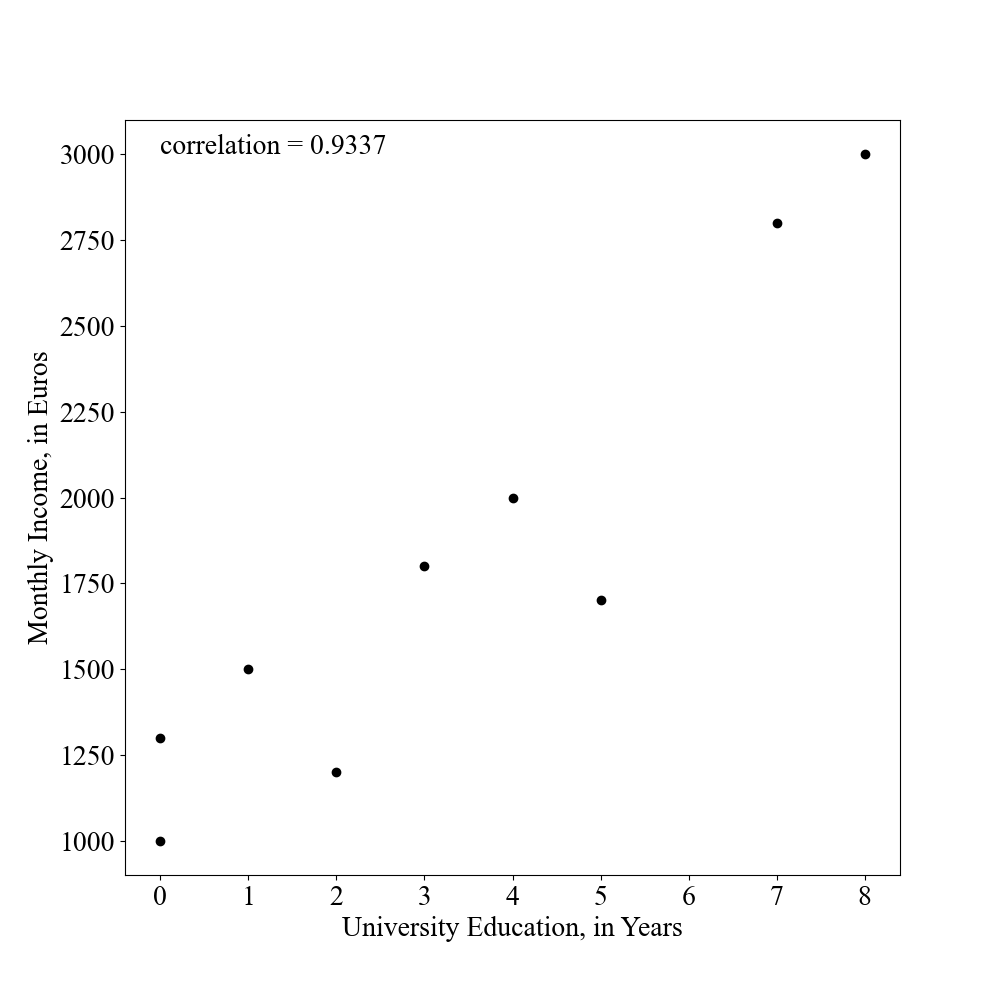 correlation = 0.9337
3000
2750
2500
2250
2000
1750
1500
1250
1000
Monthly Income, in Euros
0 1 2 3 4 5 6 7 8
University Education, in Years